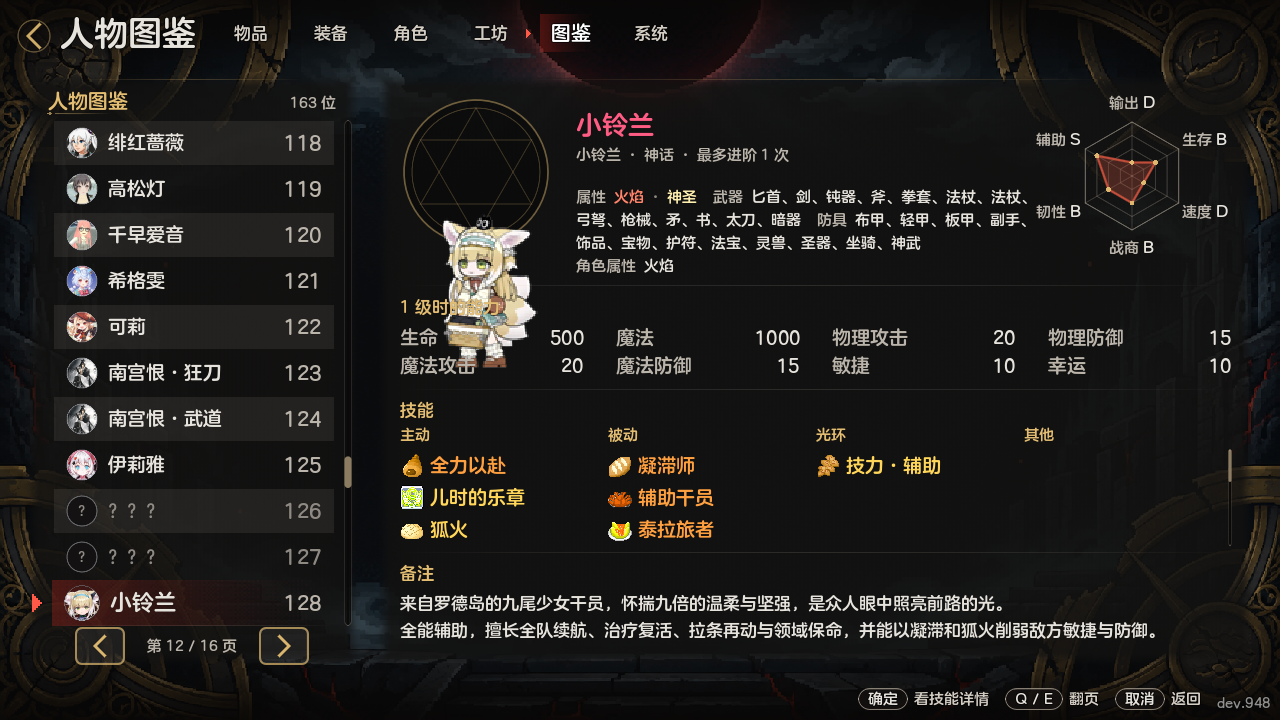 人物图鉴
物品 装备 角色 工坊 图鉴 系统
人物图鉴 163 位
绯红蔷薇 118
高松灯 119
千早爱音 120
希格雯 121
可莉 122
南宫恨·狂刀 123
南宫恨·武道 124
伊莉雅 125
? ? ? ? 126
? ? ? ? 127
小铃兰 128
第 12 / 16 页
小铃兰
小铃兰 · 神话 · 最多进阶 1 次
属性 火焰 · 神圣 武器 匕首、剑、钝器、斧、拳套、法杖、法杖、
弓弩、枪械、矛、书、太刀、暗器 防具 布甲、轻甲、板甲、副手、
饰品、宝物、护符、法宝、灵兽、圣器、坐骑、神武
角色属性 火焰
输出 D
辅助 S 生存 B
韧性 B 速度 D
战商 B
1 级时的能力
生命 500 魔法 1000 物理攻击 20 物理防御 15
魔法攻击 20 魔法防御 15 敏捷 10 幸运 10
技能
主动 被动 光环 其他
全力以赴 凝滞师 技力·辅助
儿时的乐章 辅助干员
狐火 泰拉旅者
备注
来自罗德岛的九尾少女干员，怀揣九倍的温柔与坚强，是众人眼中照亮前路的光。
全能辅助，擅长全队续航、治疗复活、拉条再动与领域保命，并能以凝滞和狐火削弱敌方敏捷与防御。
确定 看技能详情 Q / E 翻页 取消 返回 dev.948